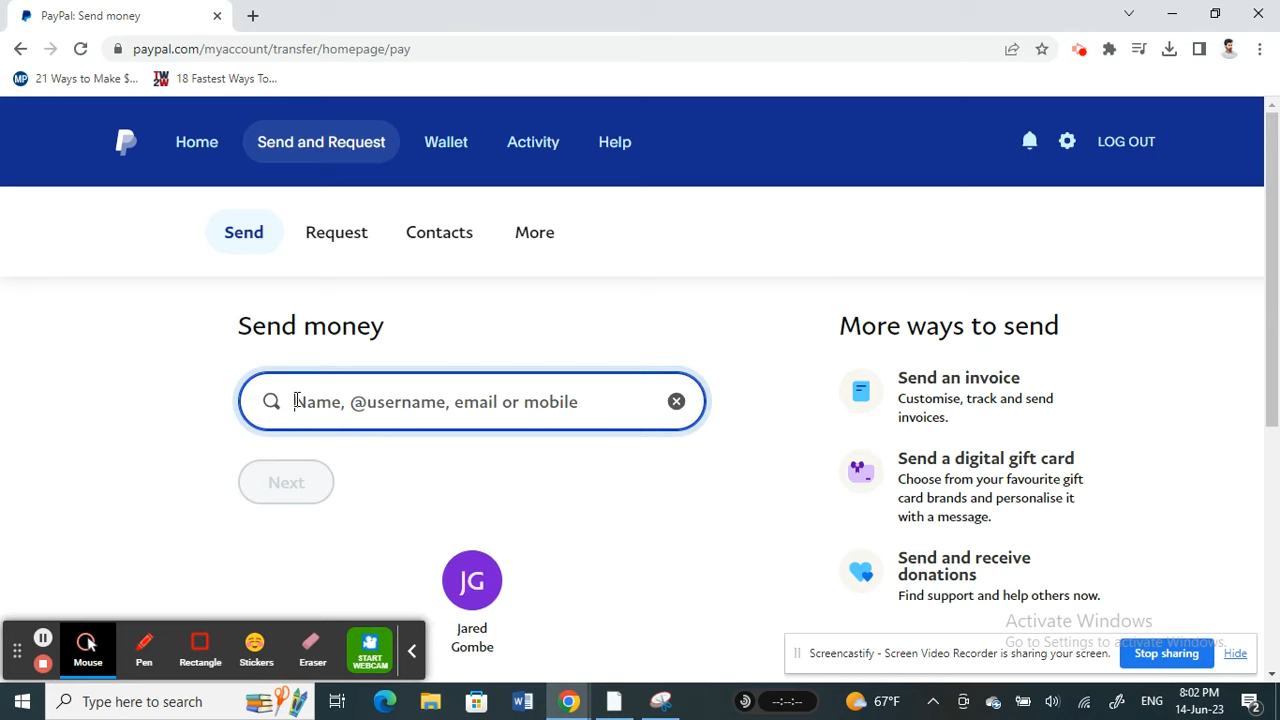 PayPal: Send money
paypal.com/myaccount/transfer/homepage/pay
MP 21 Ways to Make $... TW 2W 18 Fastest Ways To...
Home Send and Request Wallet Activity Help LOG OUT
Send Request Contacts More
Send money
Name, @username, email or mobile
Next
JG
Jared
Gombe
More ways to send
Send an invoice
Customise, track and send
invoices.
Send a digital gift card
Choose from your favourite gift
card brands and personalise it
with a message.
Send and receive
donations
Find support and help others now.
Activate Windows
Go to Settings to activate Windows.
Mouse Pen Rectangle Stickers Eraser START
WEBCAM
Screencastify - Screen Video Recorder is sharing your screen. Stop sharing Hide
Type here to search
--:--:--
67°F
ENG
8:02 PM
14-Jun-23
2